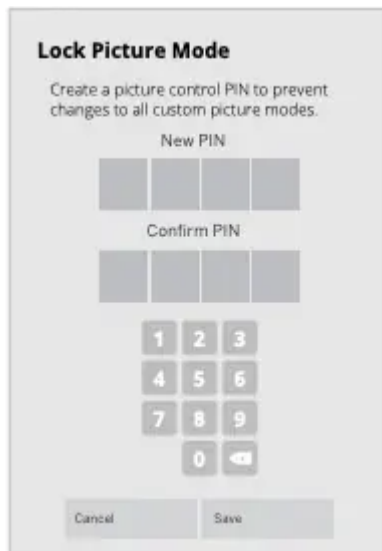 Lock Picture Mode
Create a picture control PIN to prevent
changes to all custom picture modes.
New PIN
Confirm PIN
1 2 3
4 5 6
7 8 9
0
Cancel Save